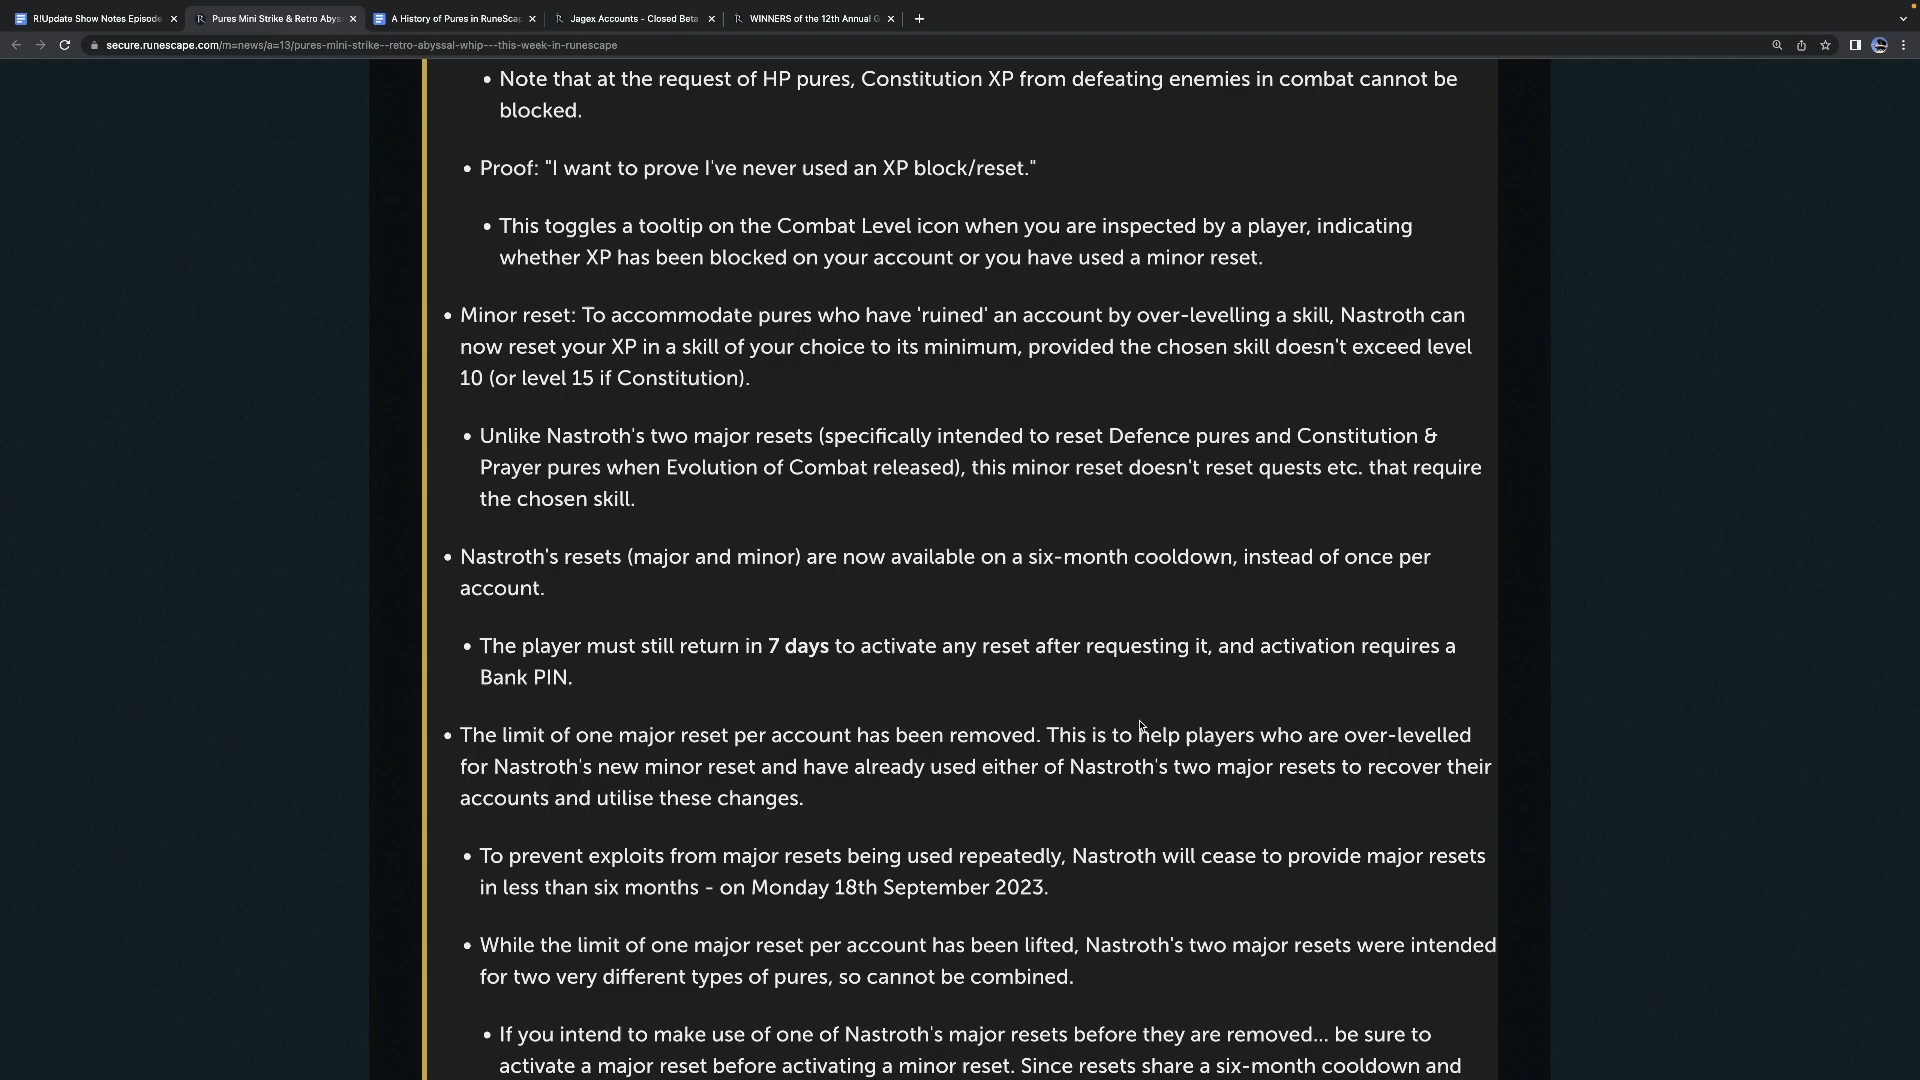 R!Update Show Notes Episode
Pures Mini Strike & Retro Abys
A History of Pures in RuneSca
Jagex Accounts - Closed Beta
WINNERS of the 12th Annual G
secure.runescape.com/m=news/a=13/pures-mini-strike--retro-abyssal-whip---this-week-in-runescape
• Note that at the request of HP pures, Constitution XP from defeating enemies in combat cannot be
blocked.
• Proof: "I want to prove I've never used an XP block/reset."
• This toggles a tooltip on the Combat Level icon when you are inspected by a player, indicating
whether XP has been blocked on your account or you have used a minor reset.
• Minor reset: To accommodate pures who have 'ruined' an account by over-levelling a skill, Nastroth can
now reset your XP in a skill of your choice to its minimum, provided the chosen skill doesn't exceed level
10 (or level 15 if Constitution).
• Unlike Nastroth's two major resets (specifically intended to reset Defence pures and Constitution &
Prayer pures when Evolution of Combat released), this minor reset doesn't reset quests etc. that require
the chosen skill.
• Nastroth's resets (major and minor) are now available on a six-month cooldown, instead of once per
account.
• The player must still return in 7 days to activate any reset after requesting it, and activation requires a
Bank PIN.
• The limit of one major reset per account has been removed. This is to help players who are over-levelled
for Nastroth's new minor reset and have already used either of Nastroth's two major resets to recover their
accounts and utilise these changes.
• To prevent exploits from major resets being used repeatedly, Nastroth will cease to provide major resets
in less than six months - on Monday 18th September 2023.
• While the limit of one major reset per account has been lifted, Nastroth's two major resets were intended
for two very different types of pures, so cannot be combined.
• If you intend to make use of one of Nastroth's major resets before they are removed... be sure to
activate a major reset before activating a minor reset. Since resets share a six-month cooldown and